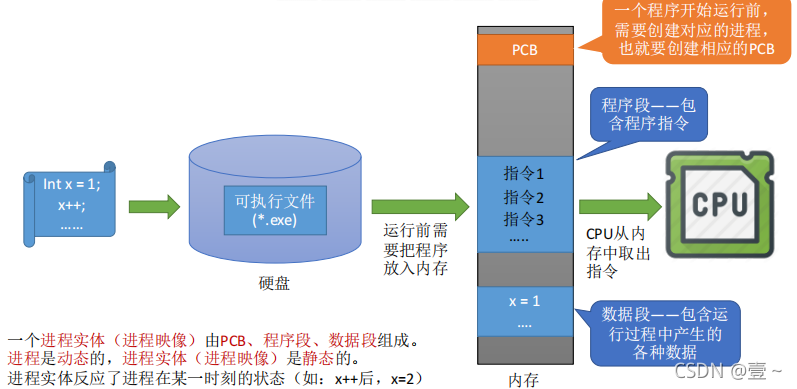 一个程序开始运行前,
需要创建对应的进程,
也就要创建相应的PCB
PCB
程序段——包
含程序指令
Int x = 1;
x++;
……
可执行文件
(*.exe)
硬盘
运行前需
要把程序
放入内存
指令1
指令2
指令3
…..
CPU从内
存中取出
指令
CPU
x = 1
….
数据段——包含运
行过程中产生的
各种数据
内存
一个进程实体（进程映像）由PCB、程序段、数据段组成。
进程是动态的，进程实体（进程映像）是静态的。
进程实体反应了进程在某一时刻的状态（如：x++后，x=2）
CSDN @壹 ~